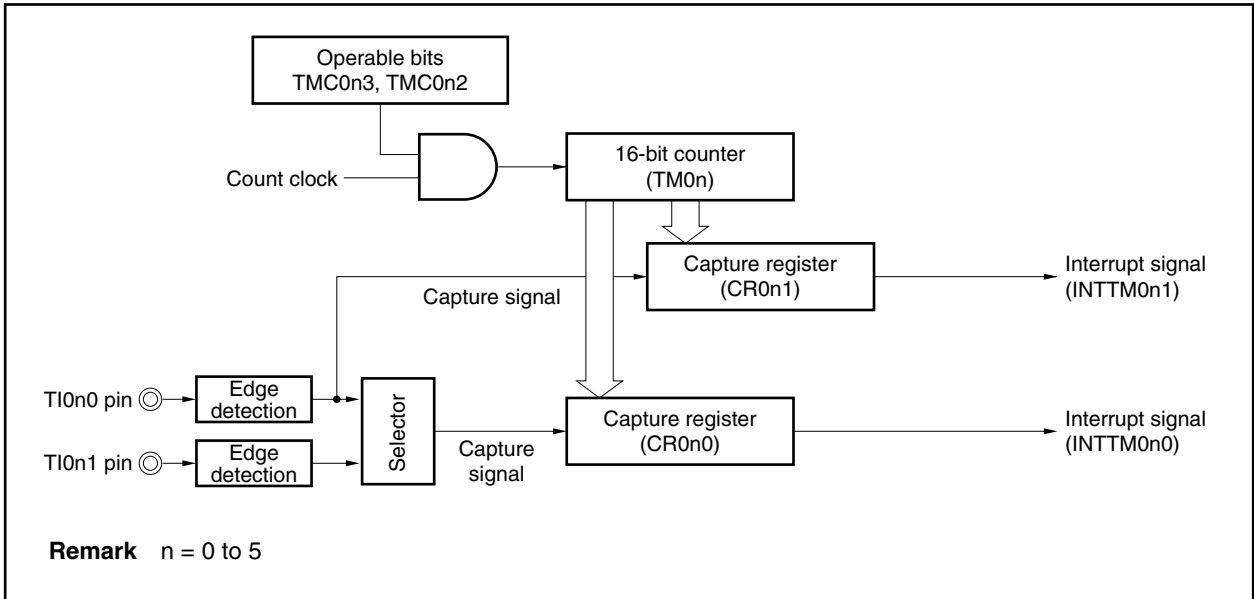 Operable bits
TMC0n3, TMC0n2
Count clock
16-bit counter
(TM0n)
Capture register
(CR0n1)
Interrupt signal
(INTTM0n1)
Capture signal
TI0n0 pin
Edge
detection
Selector
TI0n1 pin
Edge
detection
Capture
signal
Capture register
(CR0n0)
Interrupt signal
(INTTM0n0)
Remark n = 0 to 5